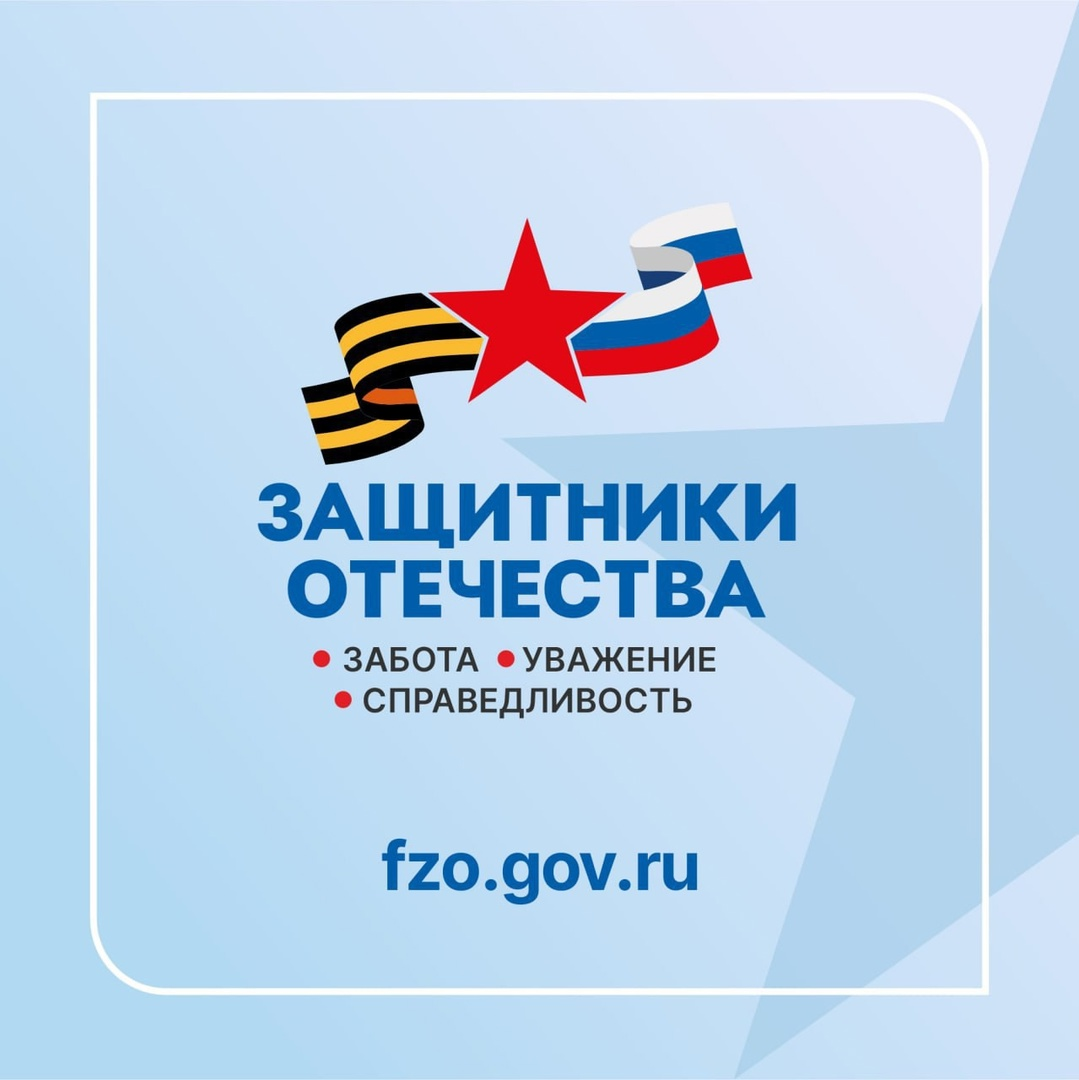 ЗАЩИТНИКИ
ОТЕЧЕСТВА
• ЗАБОТА • УВАЖЕНИЕ
• СПРАВЕДЛИВОСТЬ
fzo.gov.ru